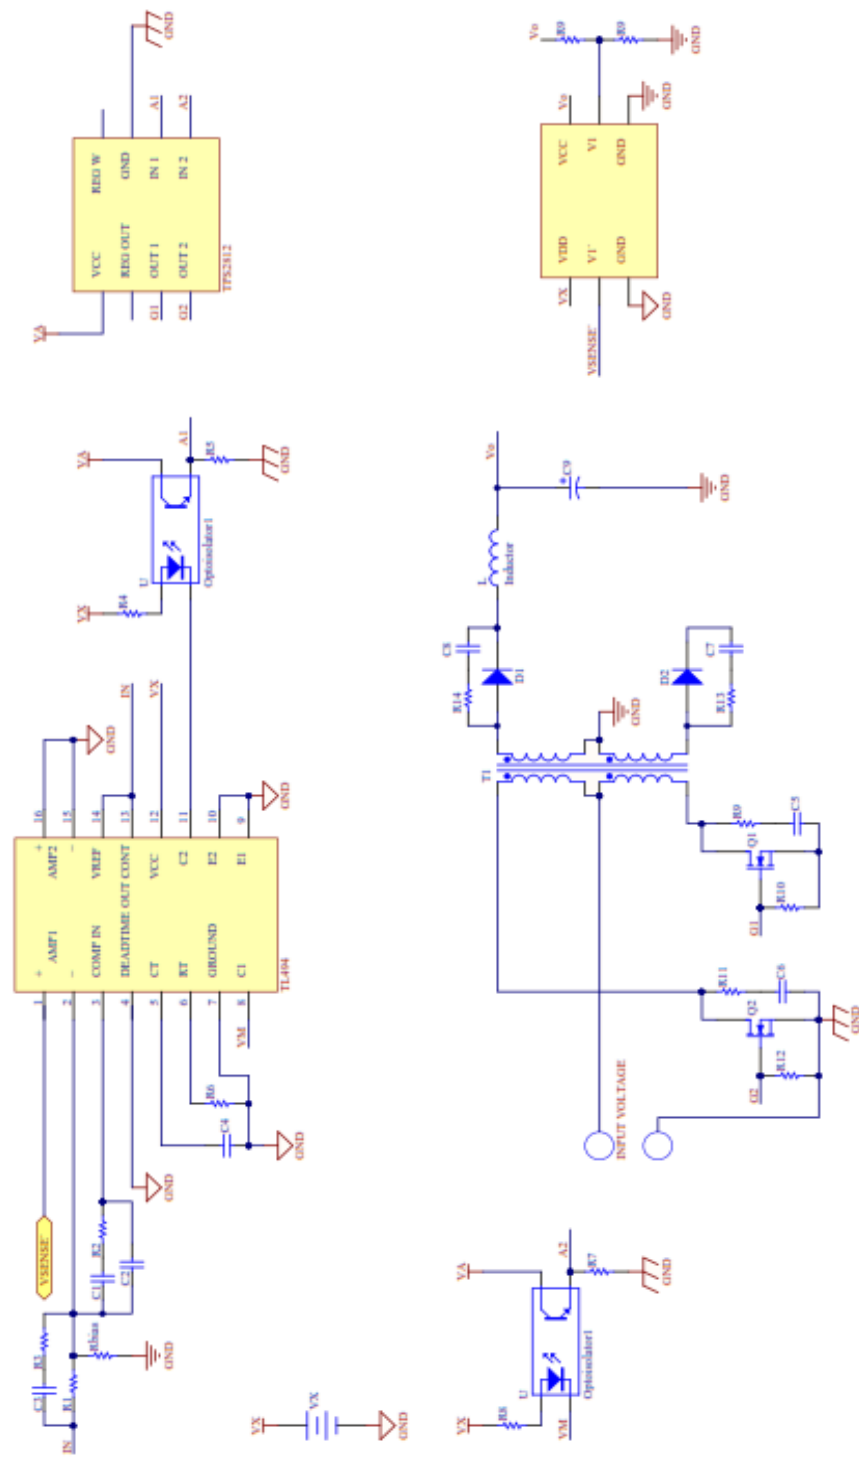 IN
C3
R3
R1
Rbias
GND
C1
R2
C2
VSENSE'
GND
GND
C4
R6
VM
1
2
3
4
5
6
7
8
+
AMP1
-
COMP IN
DEADTIME
CT
RT
GROUND
C1
TL494
+
AMP2
-
VREF
OUT CONT
VCC
C2
E2
E1
16
15
14
13
12
11
10
9
GND
IN
VX
GND
VX
R4
U
Optoisolator1
VA
A1
R5
GND
VA
VCC
REG OUT
OUT 1
OUT 2
G1
G2
TPS2812
REG W
GND
IN 1
IN 2
A1
A2
GND
VX
VX
GND
VX
R8
VM
U
Optoisolator1
VA
A2
R7
GND
INPUT VOLTAGE
G2
R12
Q2
R11
C6
GND
G1
R10
Q1
R9
C5
T1
GND
R14
C8
D1
R13
C7
D2
L
Inductor
Vo
C9
GND
VSENSE'
VX
VDD
V1'
GND
GND
VCC
V1
GND
Vo
GND
Vo
R9
R9
GND